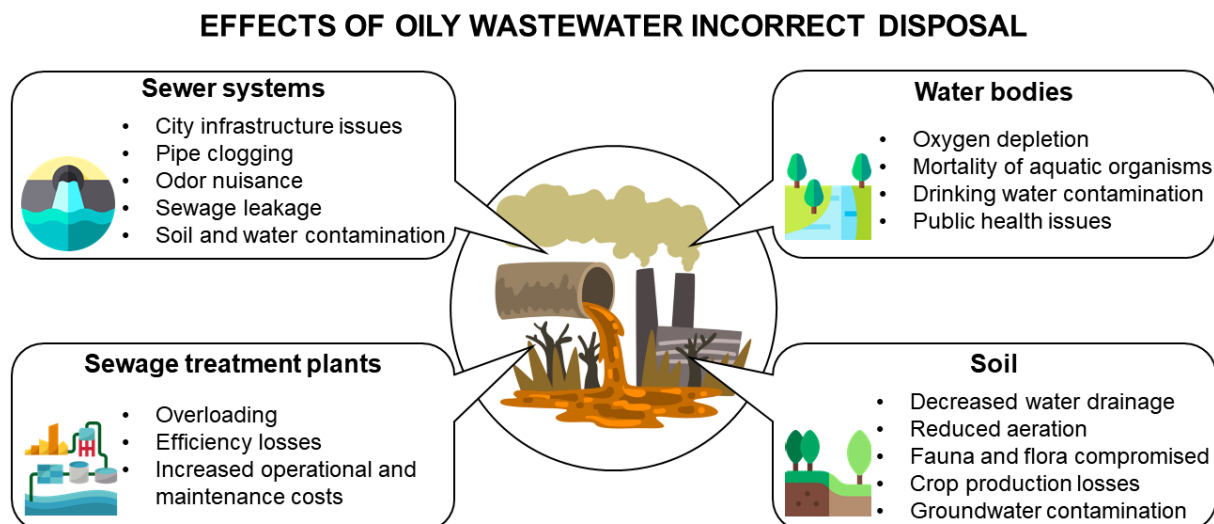 EFFECTS OF OILY WASTEWATER INCORRECT DISPOSAL
Sewer systems
• City infrastructure issues
• Pipe clogging
• Odor nuisance
• Sewage leakage
• Soil and water contamination
Water bodies
• Oxygen depletion
• Mortality of aquatic organisms
• Drinking water contamination
• Public health issues
Sewage treatment plants
• Overloading
• Efficiency losses
• Increased operational and
maintenance costs
Soil
• Decreased water drainage
• Reduced aeration
• Fauna and flora compromised
• Crop production losses
• Groundwater contamination